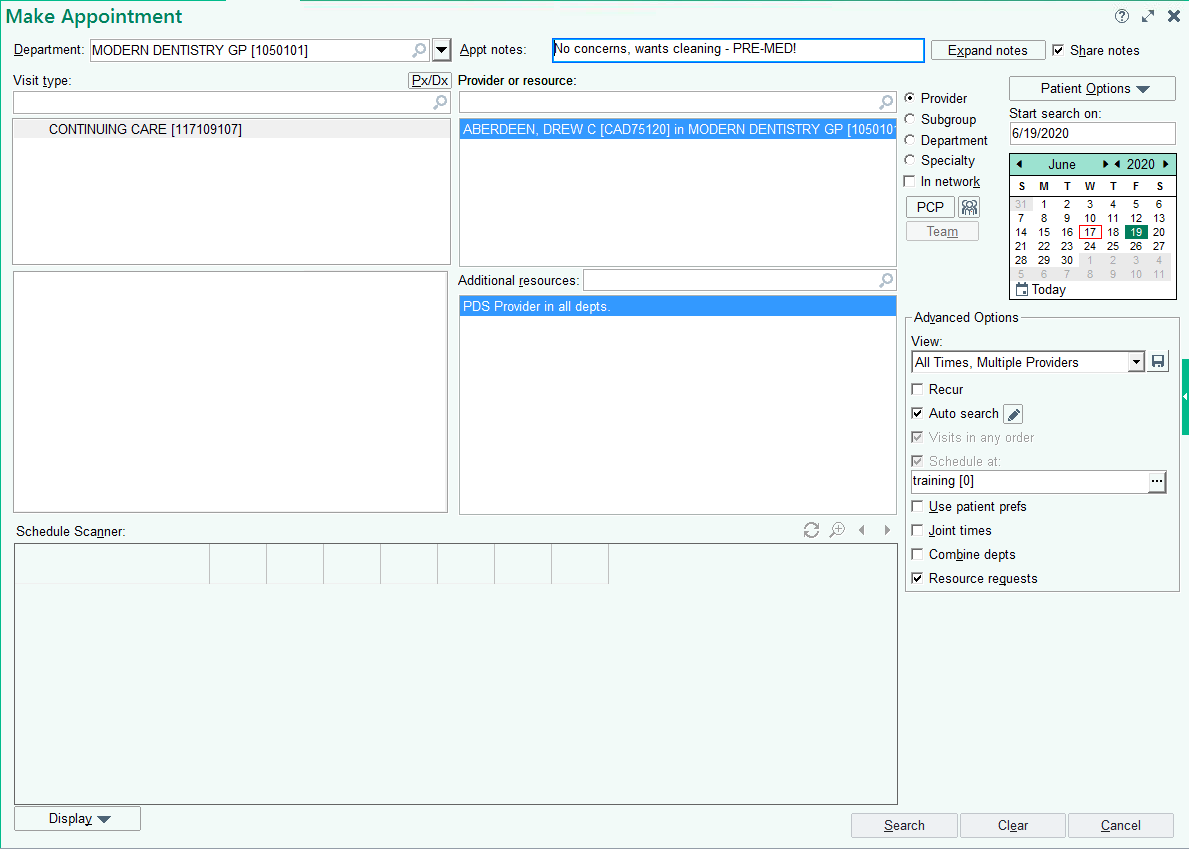 Make Appointment
Department: MODERN DENTISTRY GP [1050101] Appt notes: No concerns, wants cleaning - PRE-MED! Expand notes Share notes
Visit type: Px/Dx Provider or resource:
CONTINUING CARE [117109107]
ABERDEEN, DREW C [CAD75120] in MODERN DENTISTRY GP [105010
Additional resources:
PDS Provider in all depts.
Provider
Subgroup
Department
Specialty
In network
PCP
Team
Patient Options
Start search on:
6/19/2020
June 2020
S M T W T F S
31 1 2 3 4 5 6
7 8 9 10 11 12 13
14 15 16 17 18 19 20
21 22 23 24 25 26 27
28 29 30 1 2 3 4
5 6 7 8 9 10 11
Today
Advanced Options
View:
All Times, Multiple Providers
Recur
Auto search
Visits in any order
Schedule at:
training [0]
...
Use patient prefs
Joint times
Combine depts
Resource requests
Schedule Scanner:
Display
Search Clear Cancel